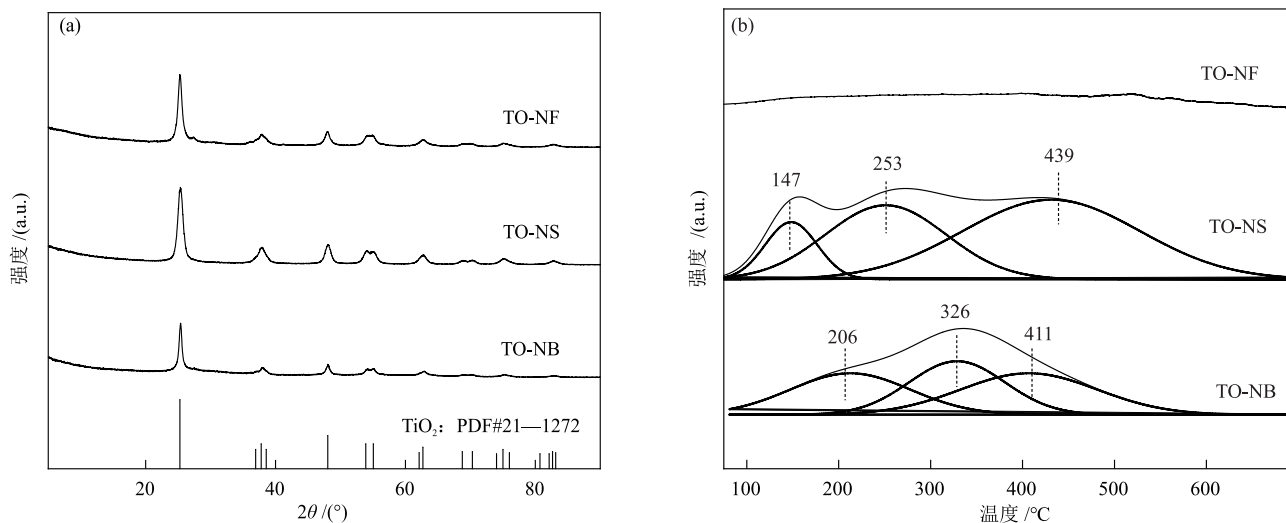 (a)
TO-NF
TO-NS
TO-NB
TiO₂：PDF#21—1272
强度 /(a.u.)
20
40
60
80
2θ /(°)
(b)
TO-NF
147
253
439
TO-NS
206
326
411
TO-NB
强度 /(a.u.)
100
200
300
400
500
600
温度 /℃